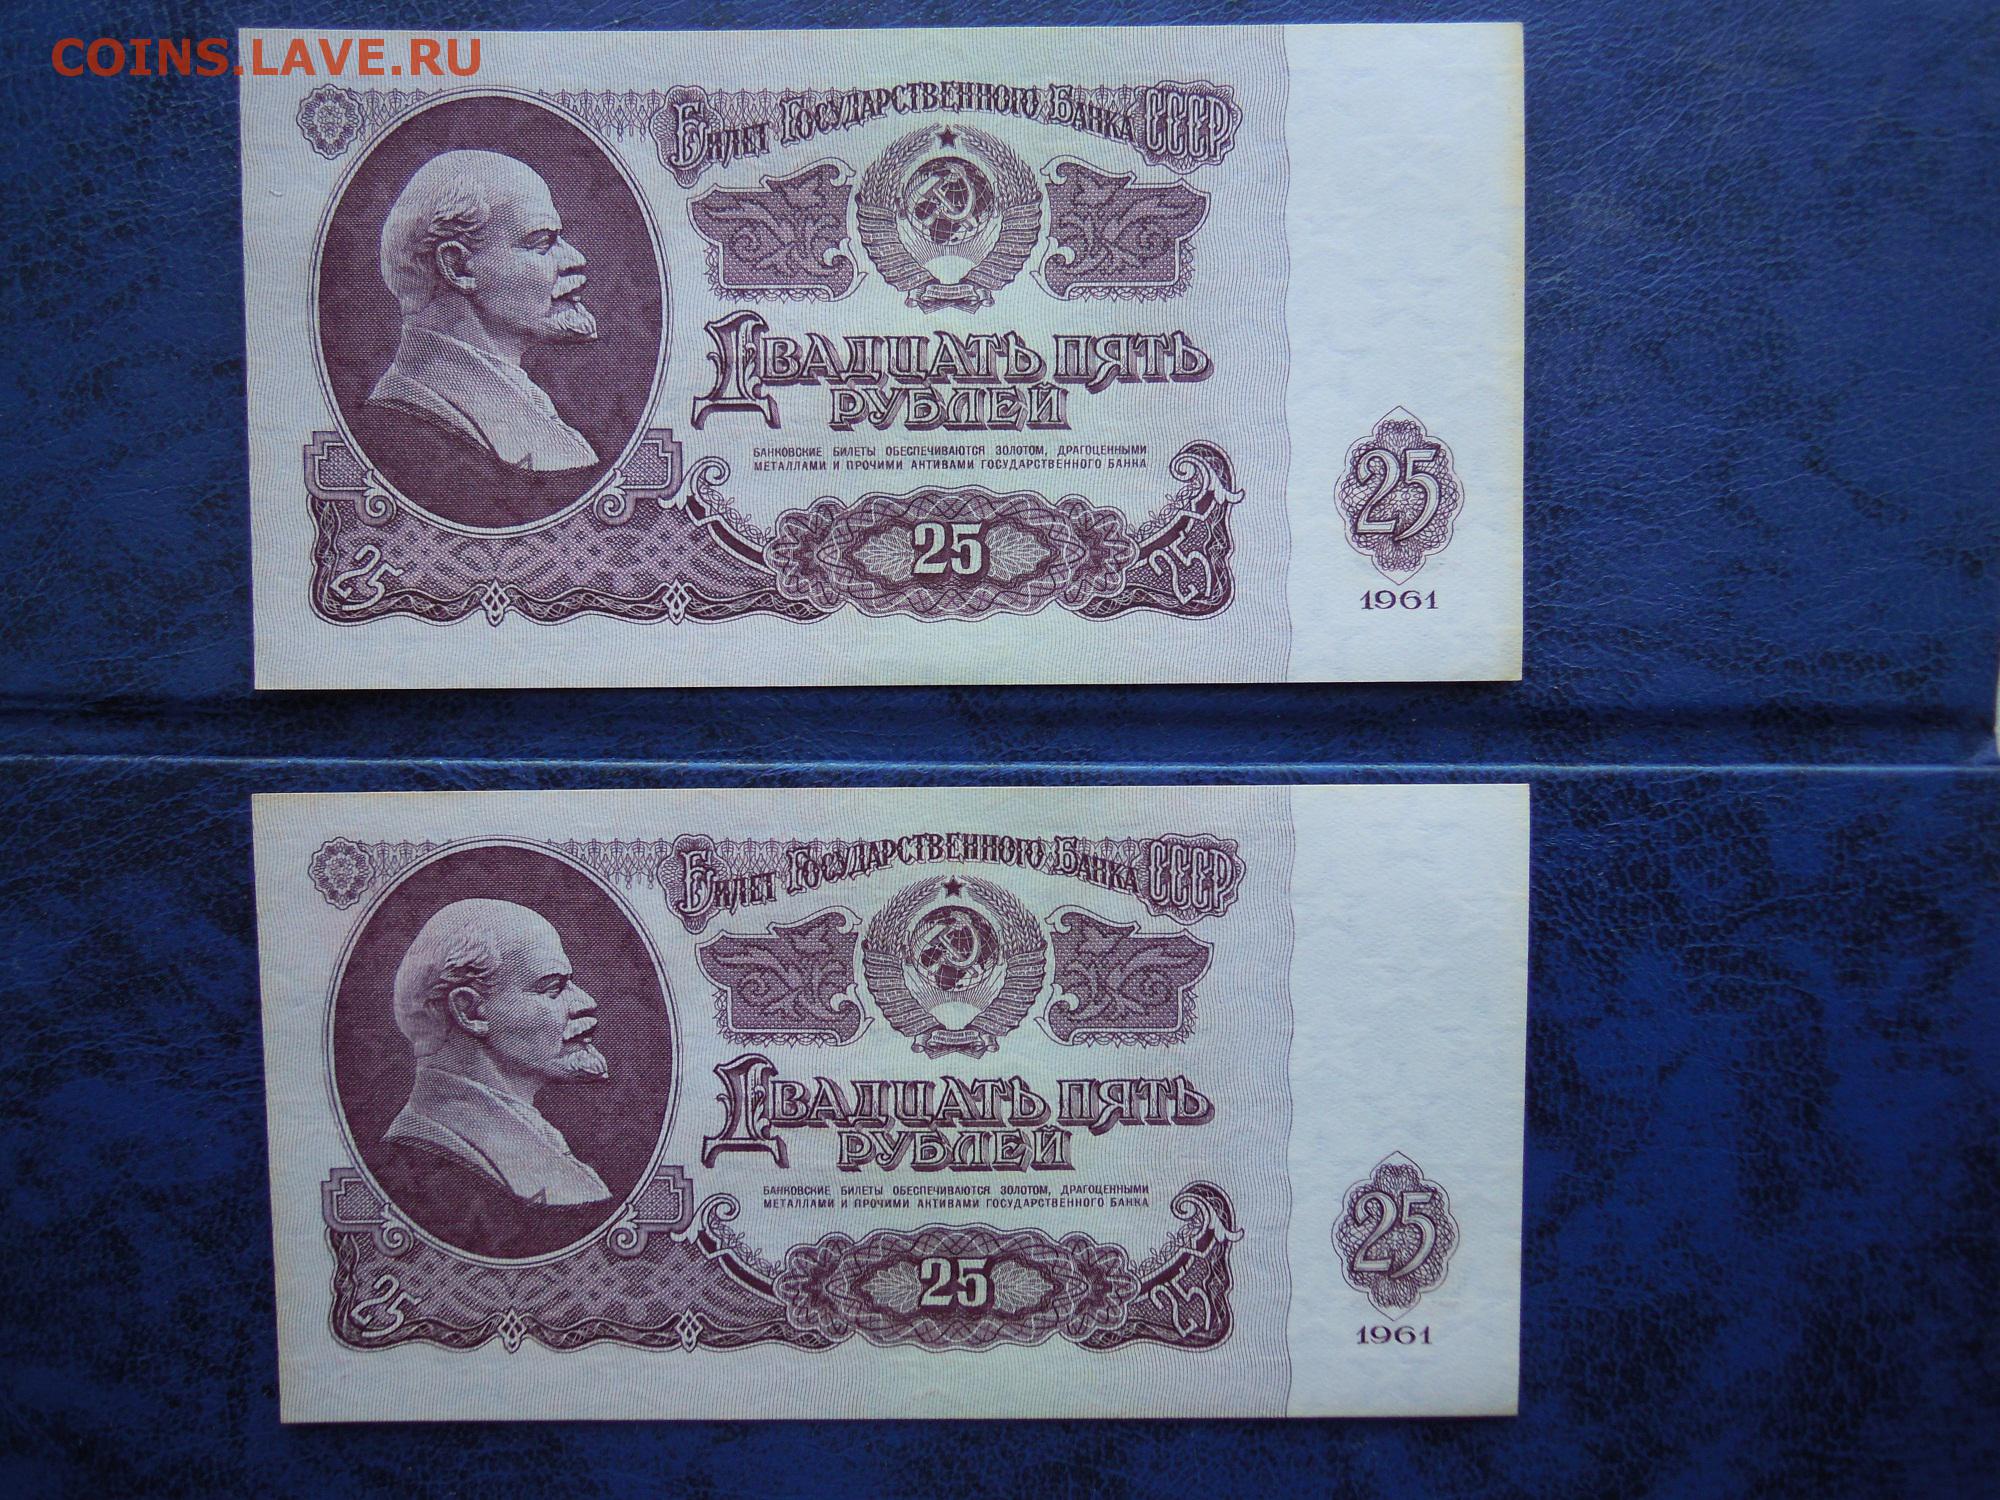 COINS.LAVE.RU
Билет Государственного Банка СССР
Двадцать пять
рублей
БАНКОВСКИЕ БИЛЕТЫ ОБЕСПЕЧИВАЮТСЯ ЗОЛОТОМ, ДРАГОЦЕННЫМИ
МЕТАЛЛАМИ И ПРОЧИМИ АКТИВАМИ ГОСУДАРСТВЕННОГО БАНКА
25
25
25
25
1961
Билет Государственного Банка СССР
Двадцать пять
рублей
БАНКОВСКИЕ БИЛЕТЫ ОБЕСПЕЧИВАЮТСЯ ЗОЛОТОМ, ДРАГОЦЕННЫМИ
МЕТАЛЛАМИ И ПРОЧИМИ АКТИВАМИ ГОСУДАРСТВЕННОГО БАНКА
25
25
25
25
1961